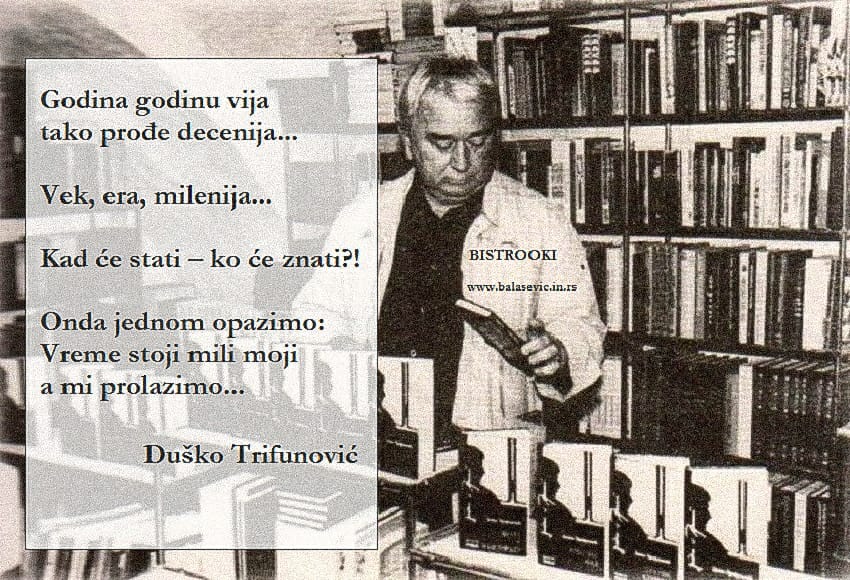 Godina godinu vija
tako prođe decenija...
Vek, era, milenija...
Kad će stati – ko će znati?!
Onda jednom opazimo:
Vreme stoji mili moji
a mi prolazimo...
Duško Trifunović
BISTROOKI
www.balasevic.in.rs